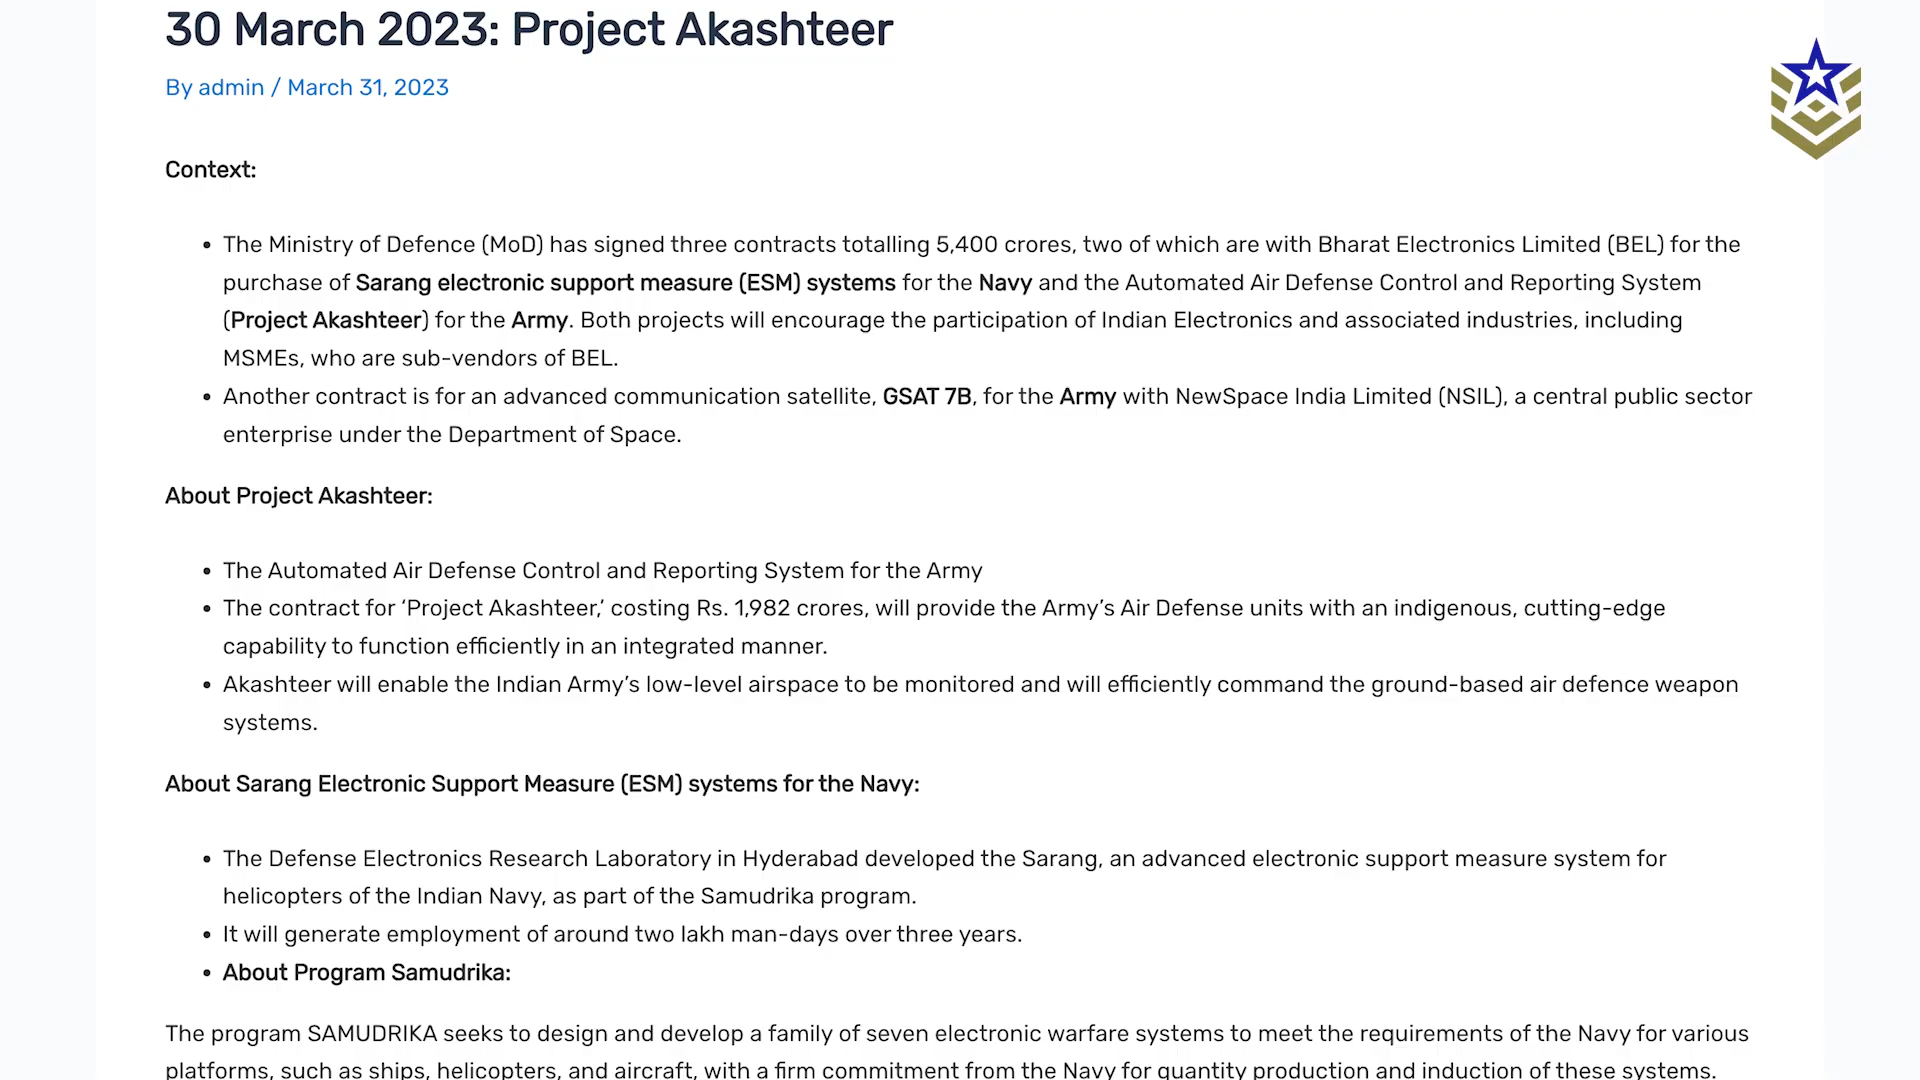 30 March 2023: Project Akashteer
By admin / March 31, 2023
Context:
• The Ministry of Defence (MoD) has signed three contracts totalling 5,400 crores, two of which are with Bharat Electronics Limited (BEL) for the
purchase of Sarang electronic support measure (ESM) systems for the Navy and the Automated Air Defense Control and Reporting System
(Project Akashteer) for the Army. Both projects will encourage the participation of Indian Electronics and associated industries, including
MSMEs, who are sub-vendors of BEL.
• Another contract is for an advanced communication satellite, GSAT 7B, for the Army with NewSpace India Limited (NSIL), a central public sector
enterprise under the Department of Space.
About Project Akashteer:
• The Automated Air Defense Control and Reporting System for the Army
• The contract for ‘Project Akashteer,’ costing Rs. 1,982 crores, will provide the Army’s Air Defense units with an indigenous, cutting-edge
capability to function efficiently in an integrated manner.
• Akashteer will enable the Indian Army’s low-level airspace to be monitored and will efficiently command the ground-based air defence weapon
systems.
About Sarang Electronic Support Measure (ESM) systems for the Navy:
• The Defense Electronics Research Laboratory in Hyderabad developed the Sarang, an advanced electronic support measure system for
helicopters of the Indian Navy, as part of the Samudrika program.
• It will generate employment of around two lakh man-days over three years.
• About Program Samudrika:
The program SAMUDRIKA seeks to design and develop a family of seven electronic warfare systems to meet the requirements of the Navy for various
platforms, such as ships, helicopters, and aircraft, with a firm commitment from the Navy for quantity production and induction of these systems.